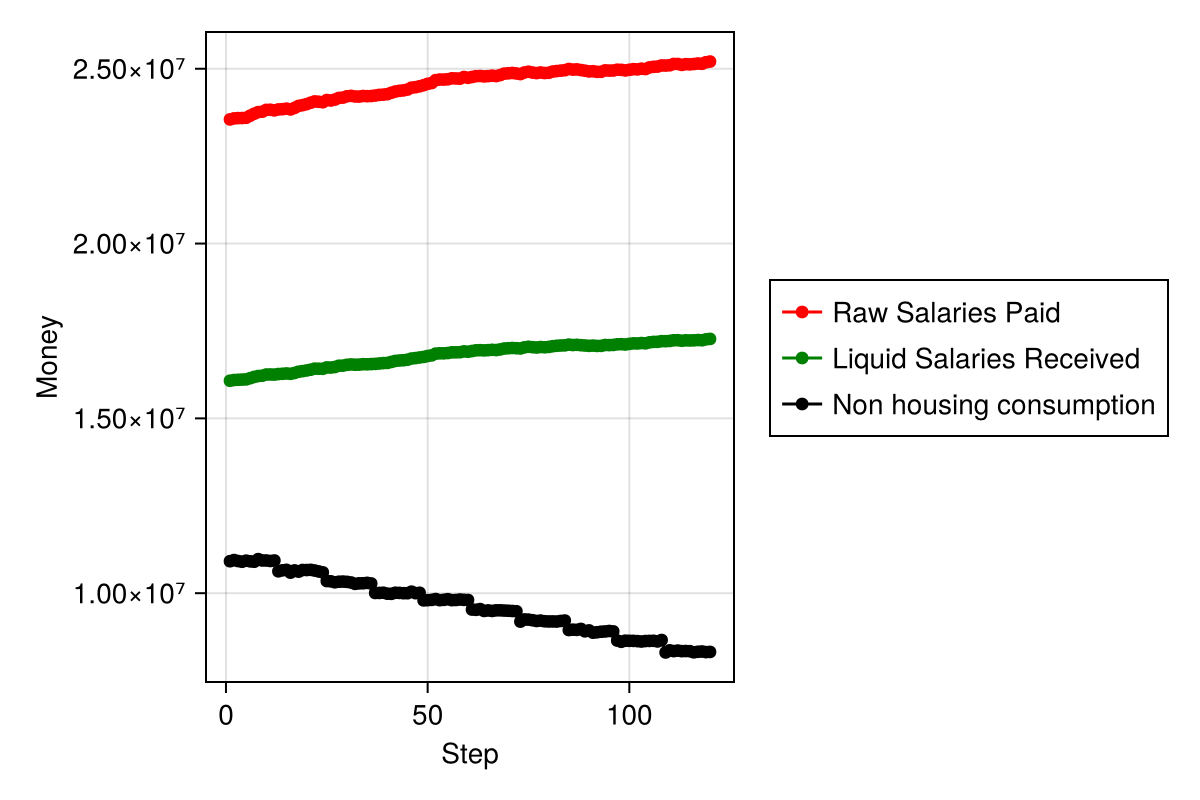 2.50×10⁷
2.00×10⁷
1.50×10⁷
1.00×10⁷
Money
0 50 100
Step
Raw Salaries Paid
Liquid Salaries Received
Non housing consumption